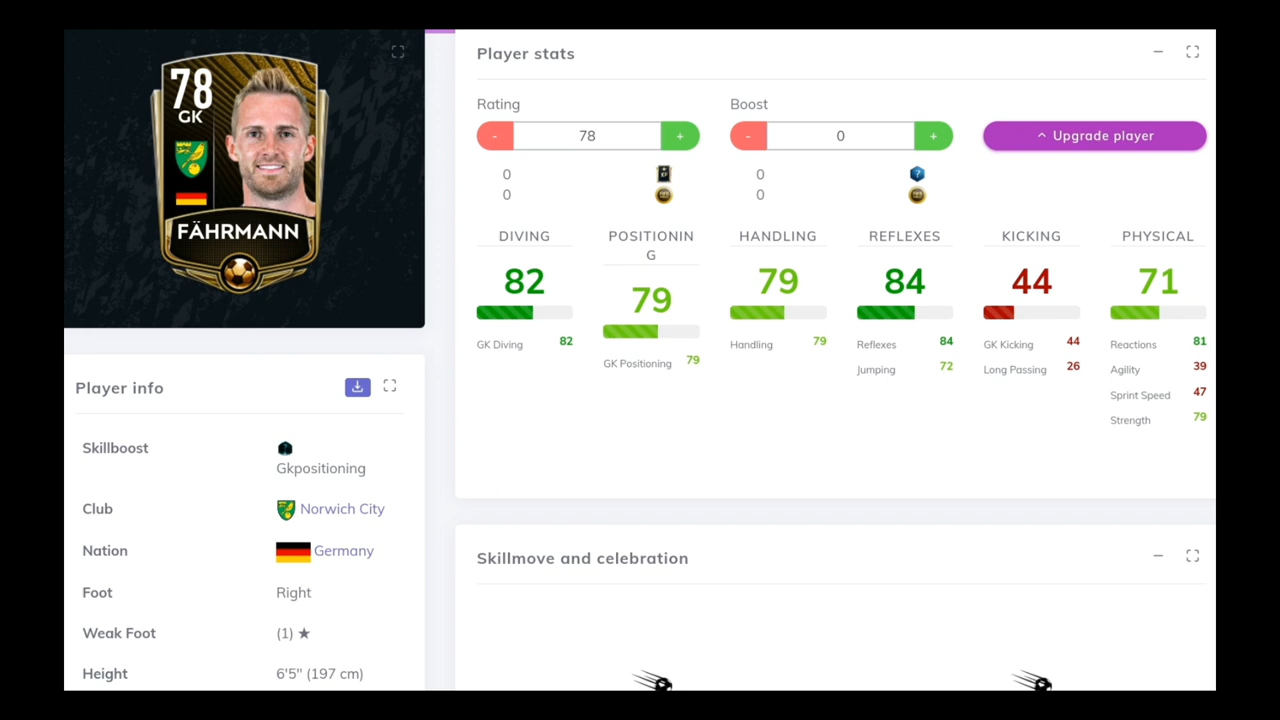 78
GK
FÄHRMANN
Player info
Skillboost
Gkpositioning
Club
Norwich City
Nation
Germany
Foot
Right
Weak Foot
(1) ★
Height
6'5" (197 cm)
Player stats
Rating
- 78 +
0
0
Boost
- 0 +
0
0
Upgrade player
DIVING
82
GK Diving 82
POSITIONIN
G
79
GK Positioning 79
HANDLING
79
Handling 79
REFLEXES
84
Reflexes 84
Jumping 72
KICKING
44
GK Kicking 44
Long Passing 26
PHYSICAL
71
Reactions 81
Agility 39
Sprint Speed 47
Strength 79
Skillmove and celebration